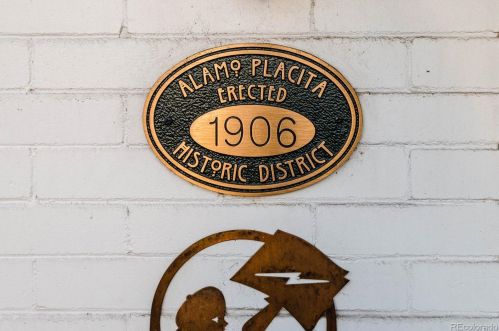 ALAMO PLACITA
ERECTED
1906
HISTORIC DISTRICT
REcolorado